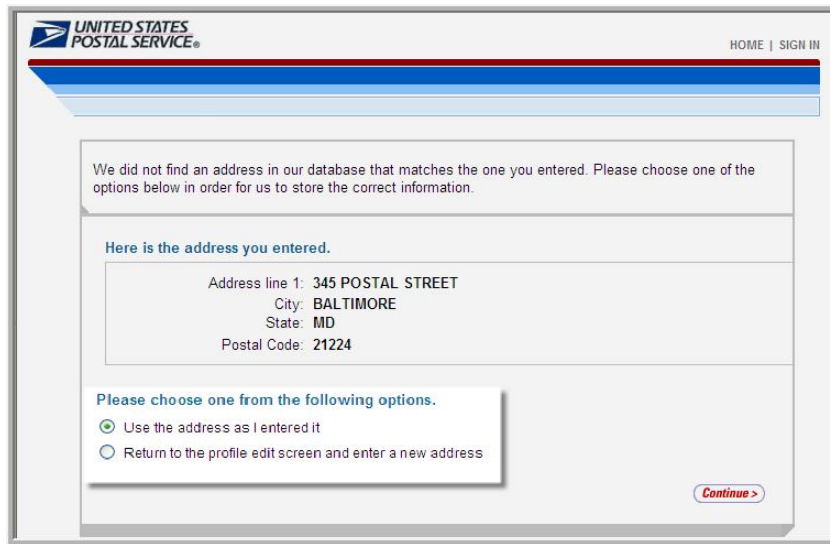 UNITED STATES
POSTAL SERVICE®
HOME | SIGN IN
We did not find an address in our database that matches the one you entered. Please choose one of the
options below in order for us to store the correct information.
Here is the address you entered.
Address line 1: 345 POSTAL STREET
City: BALTIMORE
State: MD
Postal Code: 21224
Please choose one from the following options.
Use the address as I entered it
Return to the profile edit screen and enter a new address
Continue >